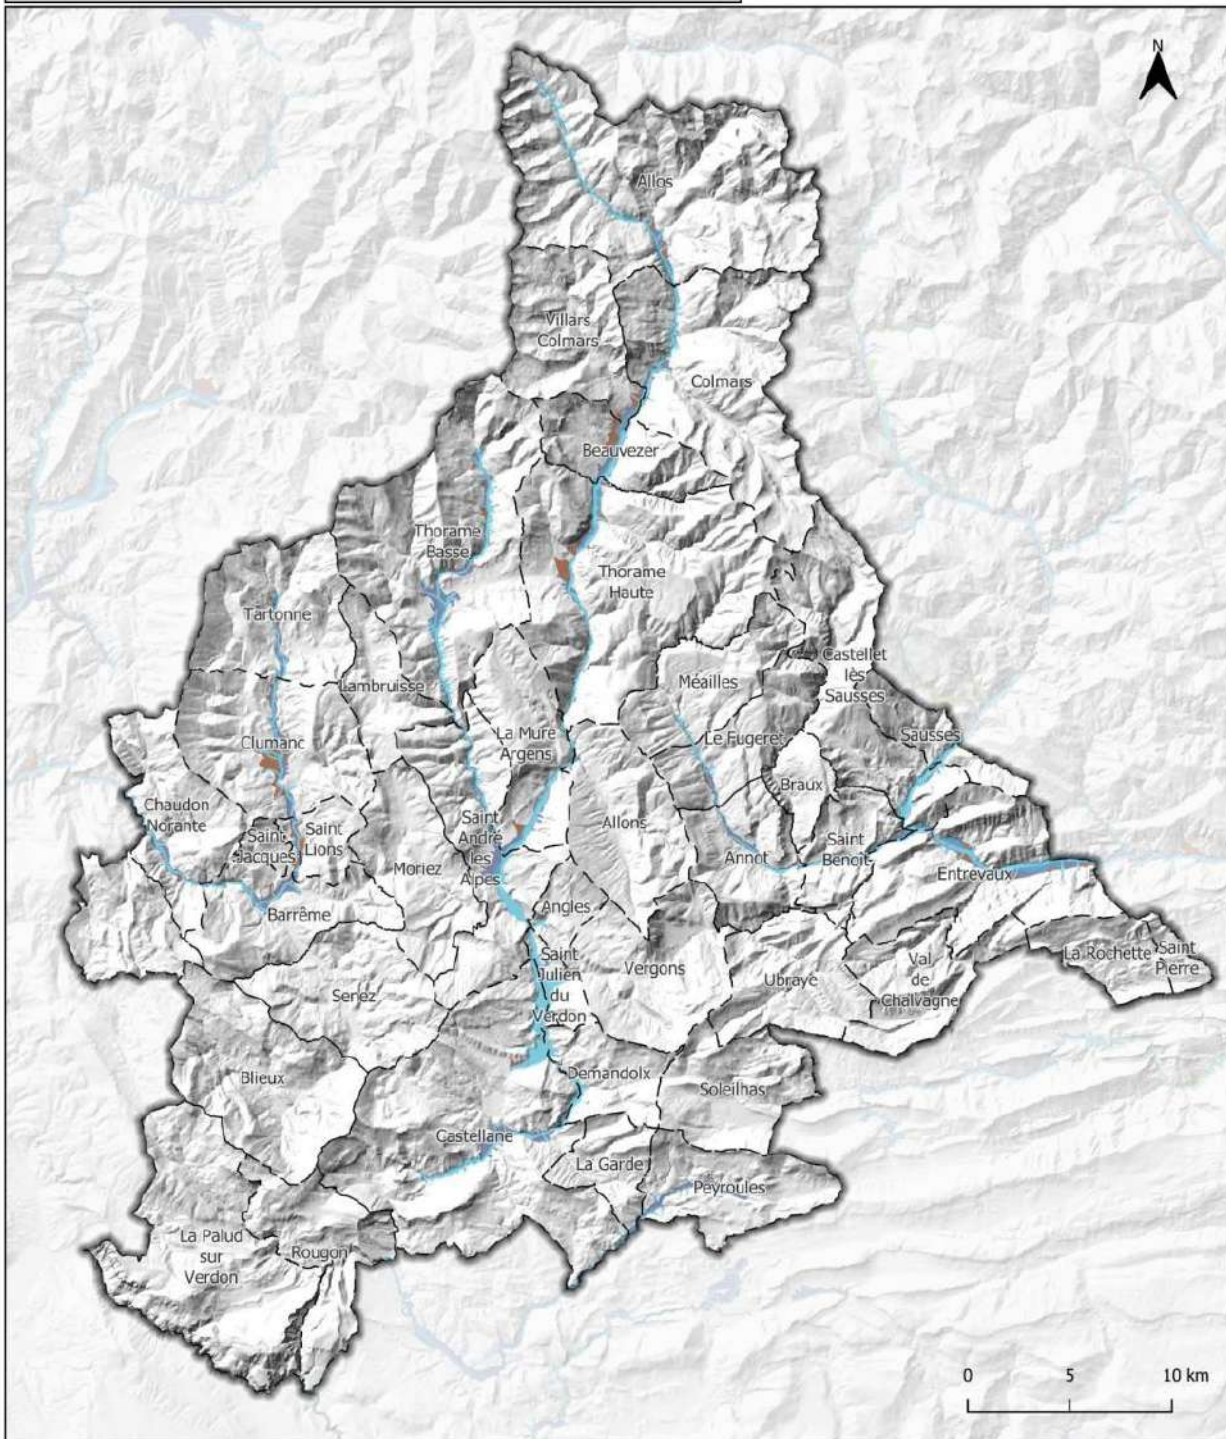 N
Allos
Villars
Colmars
Colmars
Beauvezer
Thorame
Basse
Thorame
Haute
Tartonne
Lambruisse
Méailles
Castellet
lès
Sausses
Clumanc
La Mure
Argens
Le Fugeret
Sausses
Braux
Chaudon
Norante
Saint
Jacques
Saint
Lions
Moriez
Saint
André
les
Alpes
Allons
Annot
Saint
Benoit
Entrevaux
Barrême
Angles
Senez
Saint
Julien
du
Verdon
Vergons
Ubraye
Val
de
Chalvagne
La Rochette
Saint
Pierre
Blieux
Demandolx
Soleilhas
Castellane
La Garde
Peyroules
La Palud
sur
Verdon
Rougon
0 5 10 km